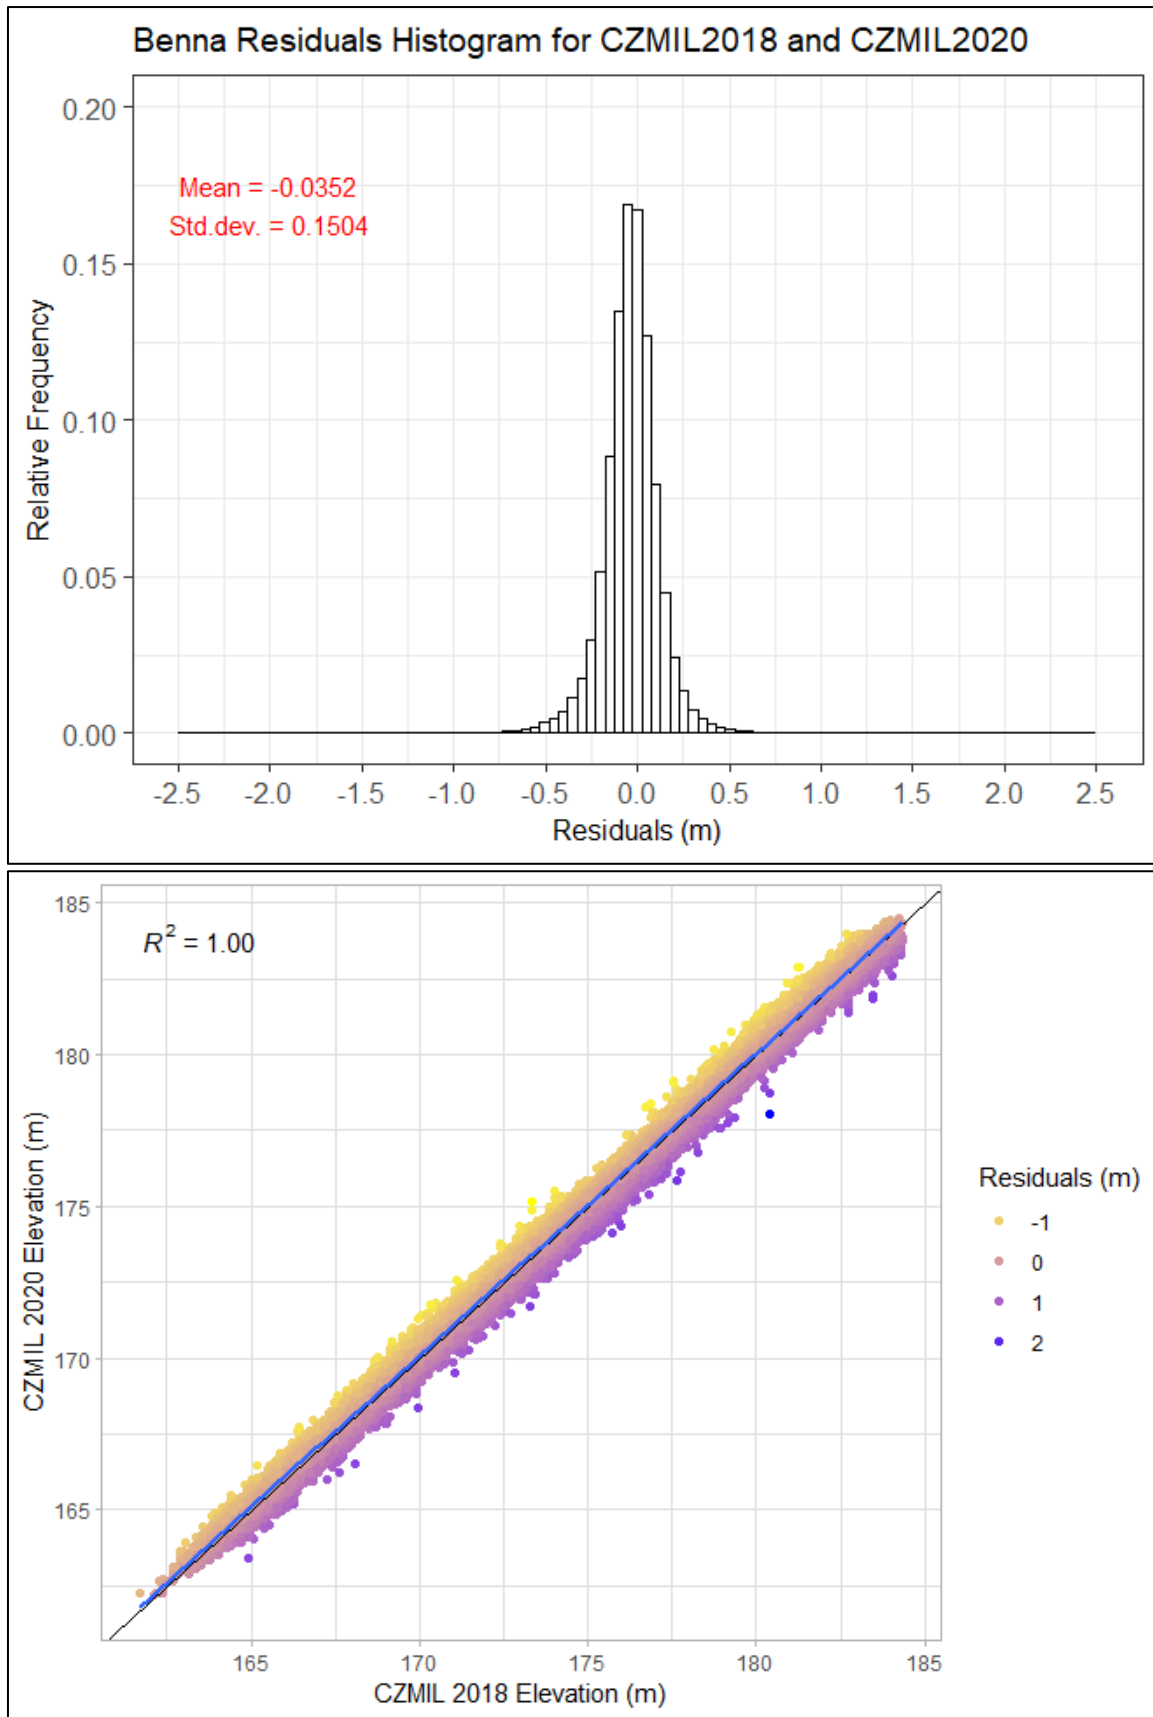 Benna Residuals Histogram for CZMIL2018 and CZMIL2020
0.20
Mean = -0.0352
Std.dev. = 0.1504
0.15
0.10
0.05
0.00
Relative Frequency
-2.5 -2.0 -1.5 -1.0 -0.5 0.0 0.5 1.0 1.5 2.0 2.5
Residuals (m)
185
R² = 1.00
180
175
170
165
CZMIL 2020 Elevation (m)
165 170 175 180 185
CZMIL 2018 Elevation (m)
Residuals (m)
-1
0
1
2